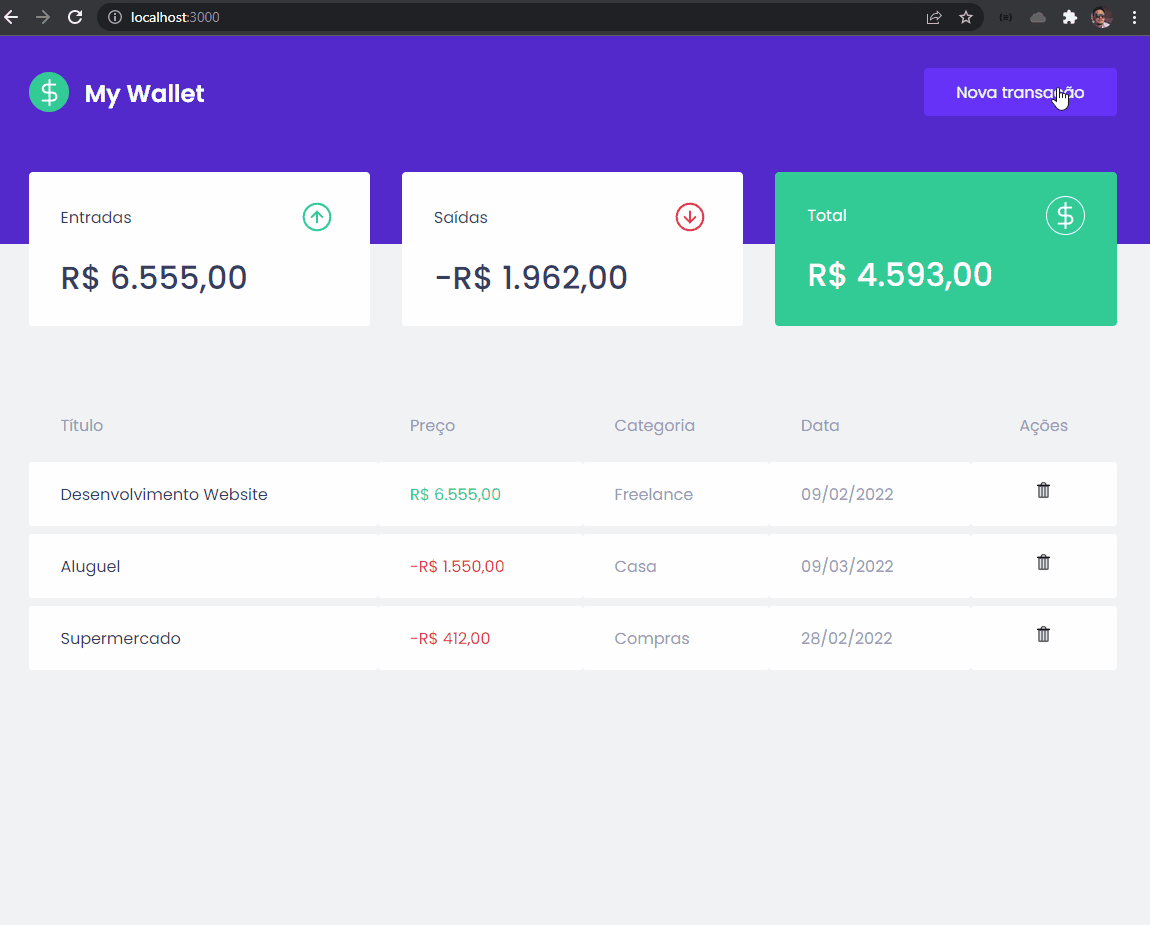 localhost:3000
My Wallet
Nova transação
Entradas
Saídas
Total
R$ 6.555,00
-R$ 1.962,00
R$ 4.593,00
Título Preço Categoria Data Ações
Desenvolvimento Website R$ 6.555,00 Freelance 09/02/2022
Aluguel -R$ 1.550,00 Casa 09/03/2022
Supermercado -R$ 412,00 Compras 28/02/2022